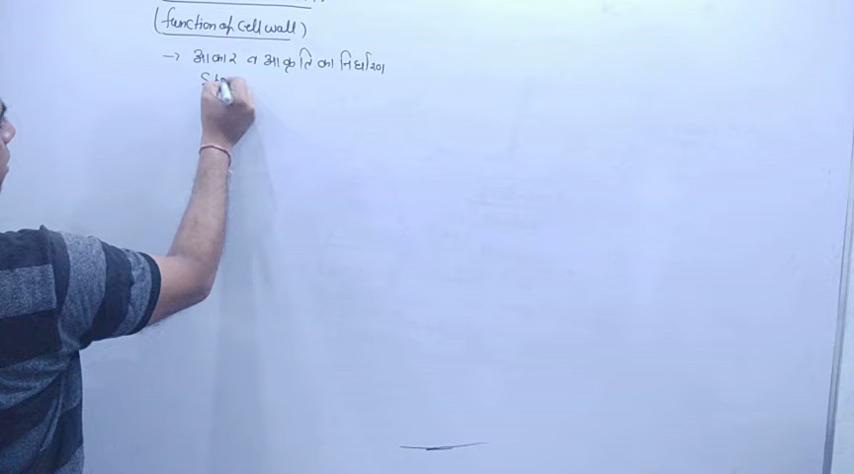 (function of cell wall)
→ आकार व आकृति का निर्धारण